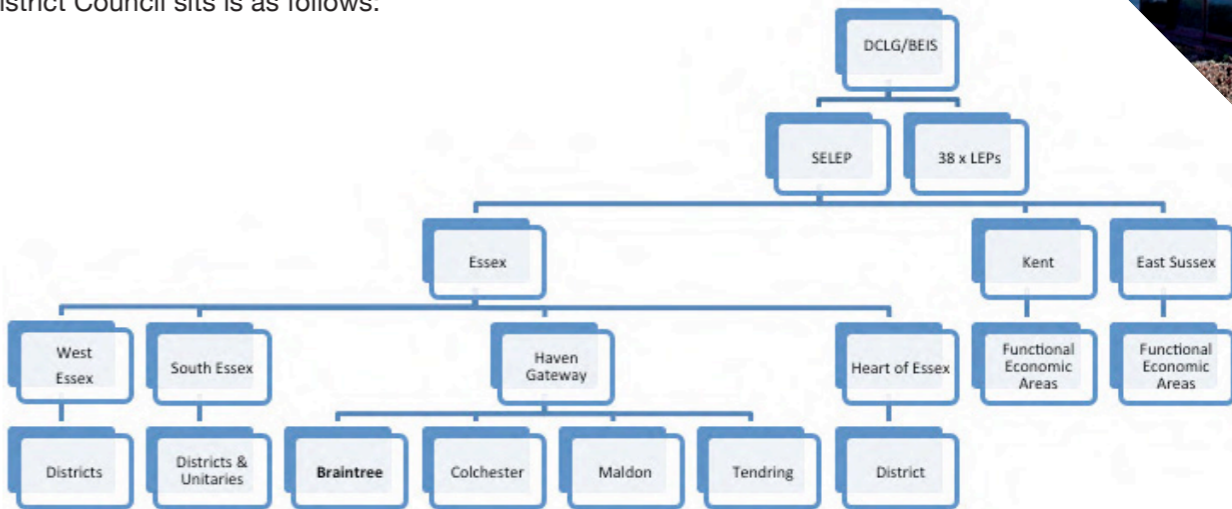 istrict Council sits is as follows:
DCLG/BEIS
SELEP
38 x LEPs
Essex
Kent
East Sussex
West
Essex
South Essex
Haven
Gateway
Heart of Essex
Functional
Economic
Areas
Functional
Economic
Areas
Districts
Districts &
Unitaries
Braintree
Colchester
Maldon
Tendring
District